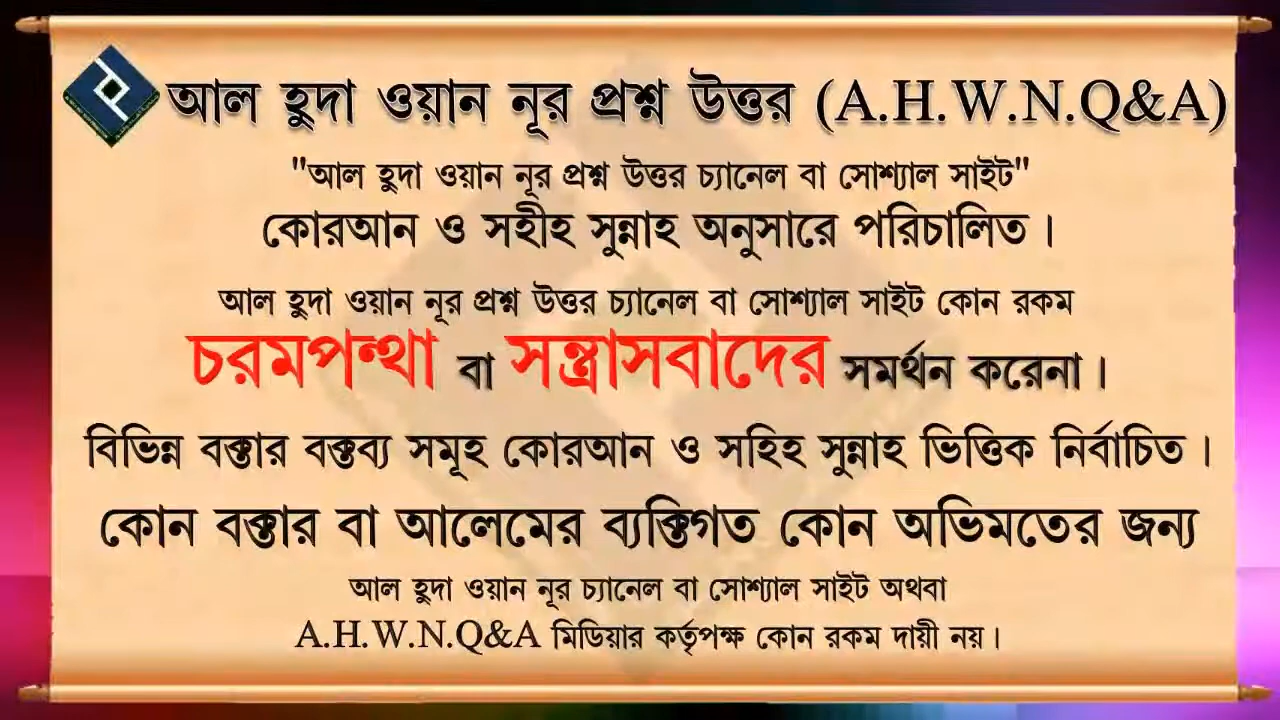 আল হুদা ওয়ান নূর প্রশ্ন উত্তর (A.H.W.N.Q&A)
"আল হুদা ওয়ান নূর প্রশ্ন উত্তর চ্যানেল বা সোশ্যাল সাইট"
কোরআন ও সহীহ সুন্নাহ অনুসারে পরিচালিত।
আল হুদা ওয়ান নূর প্রশ্ন উত্তর চ্যানেল বা সোশ্যাল সাইট কোন রকম
চরমপন্থা বা সন্ত্রাসবাদের সমর্থন করেনা।
বিভিন্ন বক্তার বক্তব্য সমূহ কোরআন ও সহিহ সুন্নাহ ভিত্তিক নির্বাচিত।
কোন বক্তার বা আলেমের ব্যক্তিগত কোন অভিমতের জন্য
আল হুদা ওয়ান নূর চ্যানেল বা সোশ্যাল সাইট অথবা
A.H.W.N.Q&A মিডিয়ার কর্তৃপক্ষ কোন রকম দায়ী নয়।